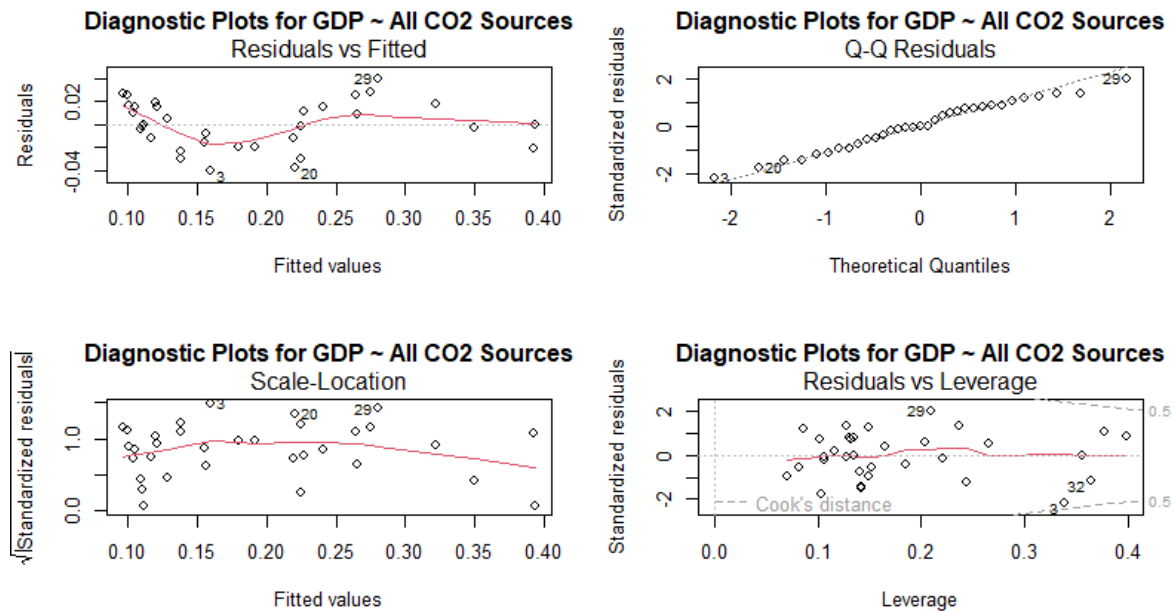 Diagnostic Plots for GDP ~ All CO2 Sources
Residuals vs Fitted
Residuals
0.02
-0.04
29
3
20
0.10 0.15 0.20 0.25 0.30 0.35 0.40
Fitted values
Diagnostic Plots for GDP ~ All CO2 Sources
Q-Q Residuals
Standardized residuals
2
0
-2
29
20
3
-2 -1 0 1 2
Theoretical Quantiles
Diagnostic Plots for GDP ~ All CO2 Sources
Scale-Location
√|Standardized residuals|
1.0
0.0
3
20
29
0.10 0.15 0.20 0.25 0.30 0.35 0.40
Fitted values
Diagnostic Plots for GDP ~ All CO2 Sources
Residuals vs Leverage
Standardized residuals
2
0
-2
29
32
3
Cook's distance
0.5
0.5
0.0 0.1 0.2 0.3 0.4
Leverage